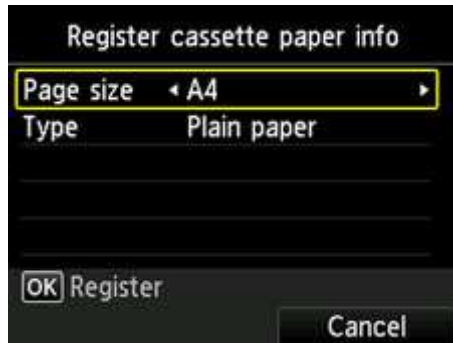 Register cassette paper info
Page size A4
Type Plain paper
OK Register
Cancel